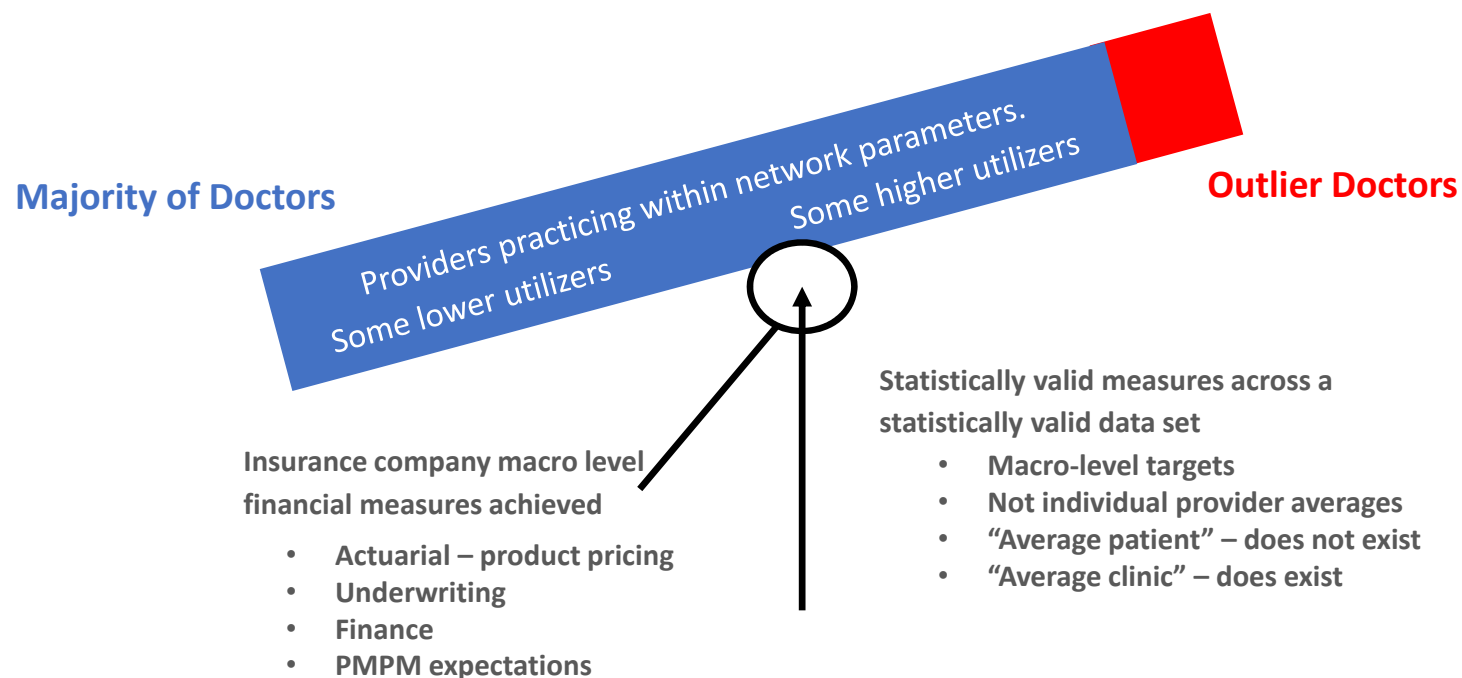 Majority of Doctors
Providers practicing within network parameters.
Some lower utilizers
Some higher utilizers
Outlier Doctors
Insurance company macro level
financial measures achieved
• Actuarial – product pricing
• Underwriting
• Finance
• PMPM expectations
Statistically valid measures across a
statistically valid data set
• Macro-level targets
• Not individual provider averages
• “Average patient” – does not exist
• “Average clinic” – does exist